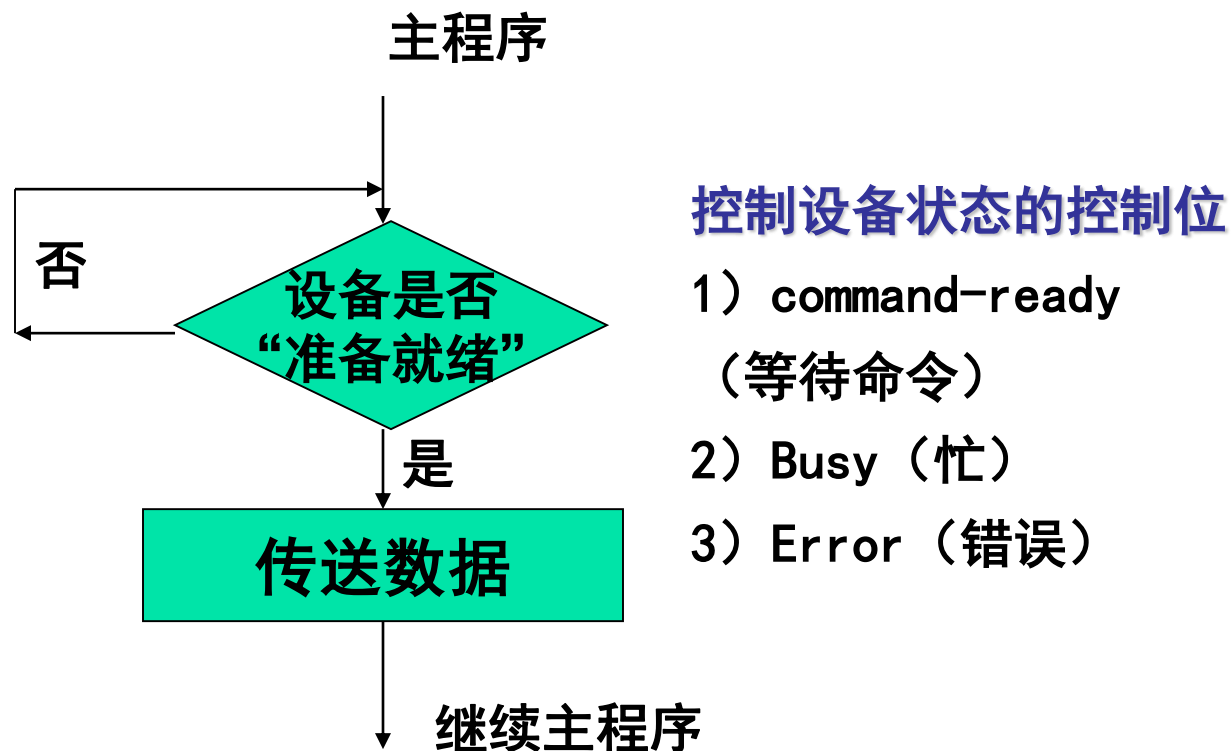 主程序
否
设备是否
“准备就绪”
是
传送数据
继续主程序
控制设备状态的控制位
1）command-ready
（等待命令）
2）Busy（忙）
3）Error（错误）